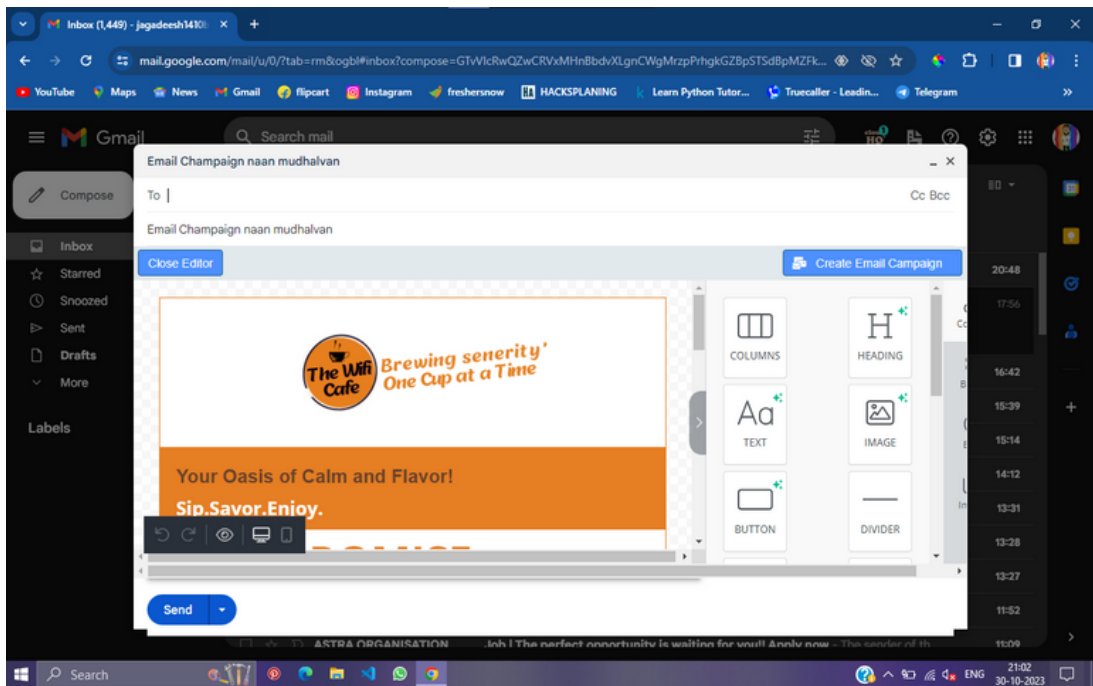 Inbox (1,449) - jagadeesh1410
mail.google.com/mail/u/0/?tab=rm&ogbl#inbox?compose=GTvVlcRwQZwCRVxMHnBbdvXLgnCWgMrzpPrhgkGZBpSTSdBpMZFk...
YouTube Maps News Gmail flipcart Instagram freshersnow HACKSPLANING Learn Python Tutor... Truecaller - Leadin... Telegram »
Gmail
Search mail
Email Champaign naan mudhalvan
Compose
To
Cc Bcc
Email Champaign naan mudhalvan
Inbox
Close Editor
Create Email Campaign
Starred
20:48
Snoozed
17:56
Sent
Drafts
More
Labels
The Wifi
Cafe
Brewing senerity'
One Cup at a Time
COLUMNS
HEADING
16:42
15:39
TEXT
IMAGE
15:14
Your Oasis of Calm and Flavor!
14:12
Sip.Savor.Enjoy.
13:31
BUTTON
DIVIDER
13:28
13:27
Send
11:52
ASTRA ORGANISATION Job ! The perfect opportunity is waiting for you!! Apply now - The sender of th
11:09
Search
ENG
21:02
30-10-2023